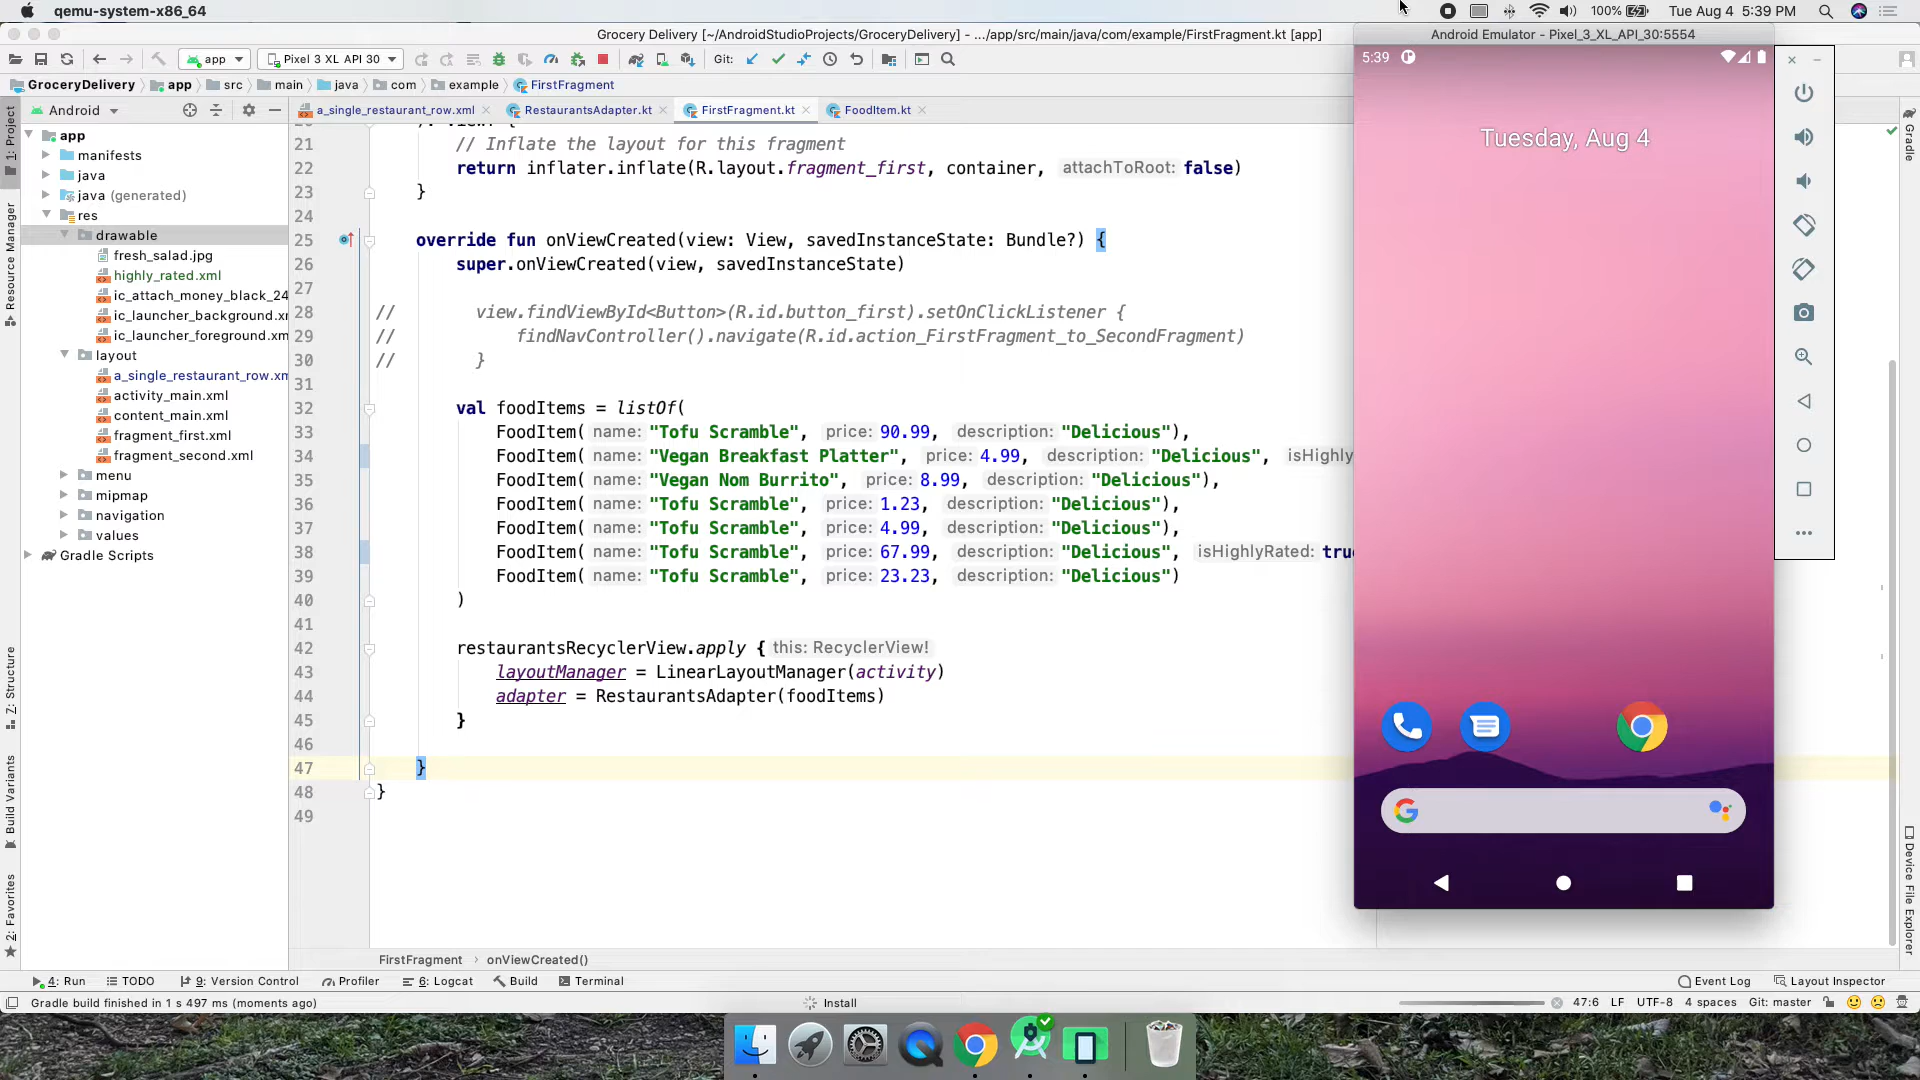 qemu-system-x86_64
100%
Tue Aug 4 5:39 PM
Grocery Delivery [~/AndroidStudioProjects/GroceryDelivery] - .../app/src/main/java/com/example/FirstFragment.kt [app]
Android Emulator - Pixel_3_XL_API_30:5554
app
Pixel 3 XL API 30
Git:
GroceryDelivery
app
src
main
java
com
example
FirstFragment
Android
a_single_restaurant_row.xml
RestaurantsAdapter.kt
FirstFragment.kt
FoodItem.kt
app
manifests
java
java (generated)
res
drawable
fresh_salad.jpg
highly_rated.xml
ic_attach_money_black_24
ic_launcher_background.xm
ic_launcher_foreground.xm
layout
a_single_restaurant_row.xm
activity_main.xml
content_main.xml
fragment_first.xml
fragment_second.xml
menu
mipmap
navigation
values
Gradle Scripts
1: Project
Resource Manager
Z: Structure
Build Variants
2: Favorites
21 // Inflate the layout for this fragment
22 return inflater.inflate(R.layout.fragment_first, container, attachToRoot: false)
23 }
24
25 override fun onViewCreated(view: View, savedInstanceState: Bundle?) {
26 super.onViewCreated(view, savedInstanceState)
27
28 // view.findViewById<Button>(R.id.button_first).setOnClickListener {
29 // findNavController().navigate(R.id.action_FirstFragment_to_SecondFragment)
30 // }
31
32 val foodItems = listOf(
33 FoodItem( name: "Tofu Scramble", price: 90.99, description: "Delicious"),
34 FoodItem( name: "Vegan Breakfast Platter", price: 4.99, description: "Delicious", isHighly
35 FoodItem( name: "Vegan Nom Burrito", price: 8.99, description: "Delicious"),
36 FoodItem( name: "Tofu Scramble", price: 1.23, description: "Delicious"),
37 FoodItem( name: "Tofu Scramble", price: 4.99, description: "Delicious"),
38 FoodItem( name: "Tofu Scramble", price: 67.99, description: "Delicious", isHighlyRated: true
39 FoodItem( name: "Tofu Scramble", price: 23.23, description: "Delicious")
40 )
41
42 restaurantsRecyclerView.apply { this: RecyclerView!
43 layoutManager = LinearLayoutManager(activity)
44 adapter = RestaurantsAdapter(foodItems)
45 }
46
47 }
48 }
49
5:39
Tuesday, Aug 4
G
Gradle
Device File Explorer
FirstFragment
onViewCreated()
4: Run
TODO
9: Version Control
Profiler
6: Logcat
Build
Terminal
Event Log
Layout Inspector
Gradle build finished in 1 s 497 ms (moments ago)
Install
47:6
LF
UTF-8
4 spaces
Git: master